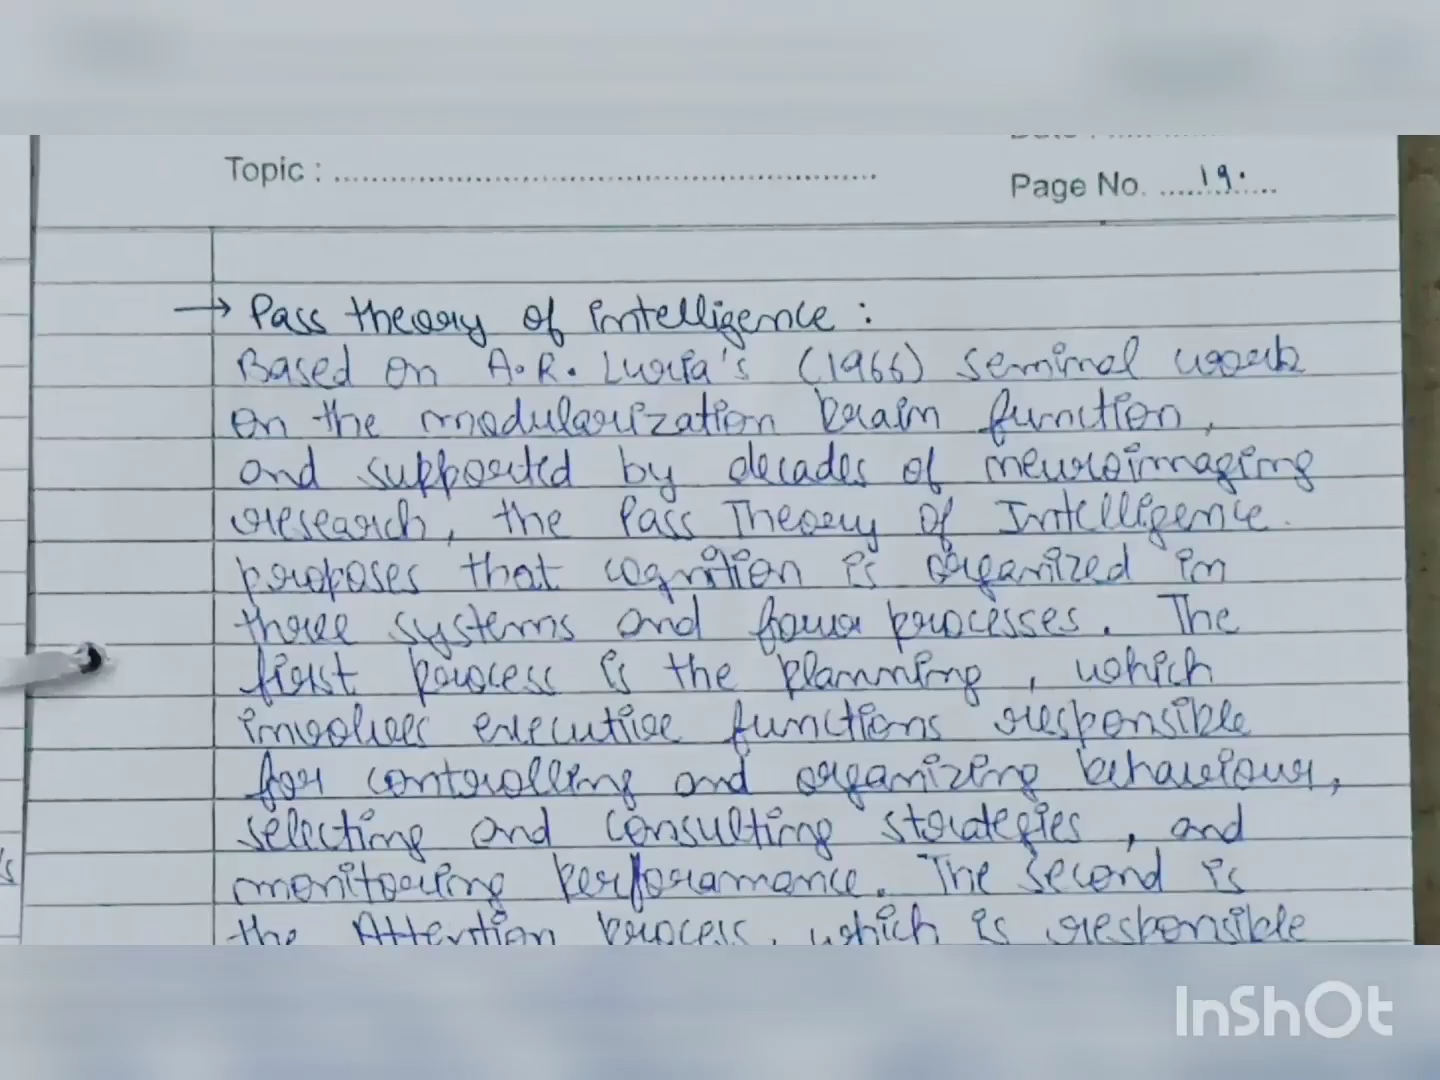 Topic :
Page No. १९०
→ Pass theory of intelligence :
Based on A.R. Luria's (1966) seminal work
on the modularization brain function,
and supported by decades of neuroimaging
research, the Pass Theory of Intelligence.
proposes that cognition is organized in
three systems and four processes. The
first process is the planning, which
involves executive functions responsible
for controlling and organizing behaviour,
selecting and consulting strategies, and
monitoring performance. The second is
the Attention process, which is responsible
InShOt